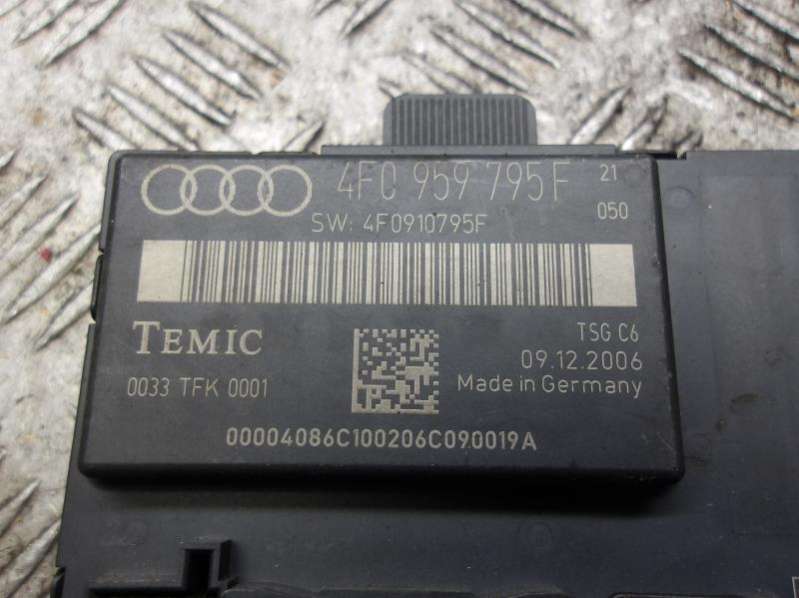 4F0 959 795 F 21
050
SW: 4F0910795F
TEMIC
TSG C6
09.12.2006
0033 TFK 0001
Made in Germany
00004086C100206C090019A